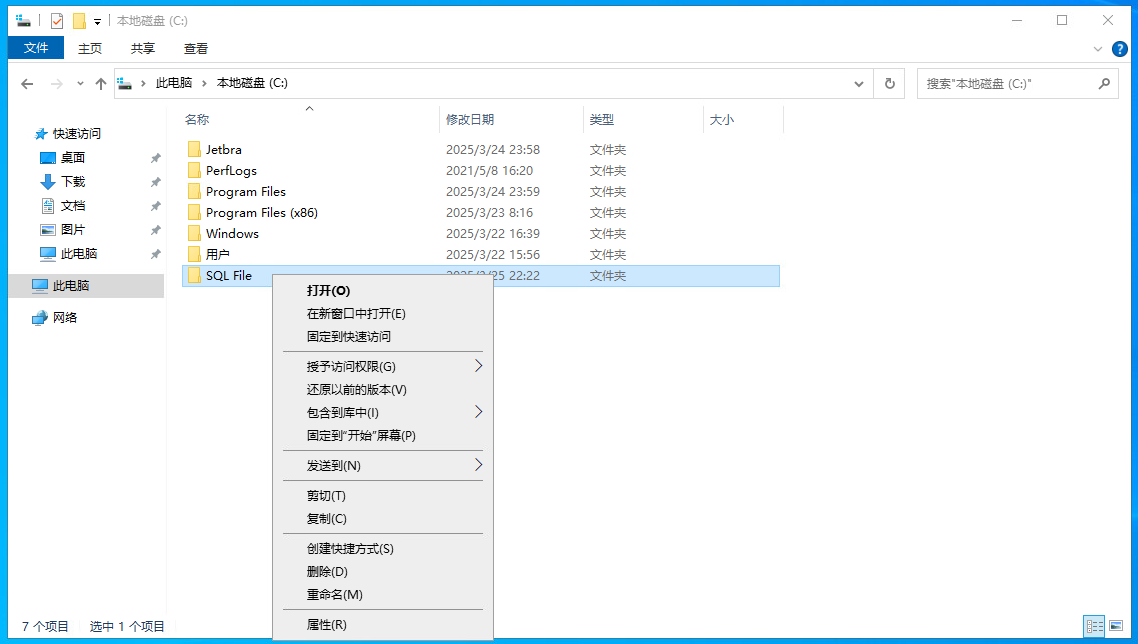 本地磁盘 (C:)
文件 主页 共享 查看
此电脑 本地磁盘 (C:) 搜索"本地磁盘 (C:)"
快速访问
桌面
下载
文档
图片
此电脑
此电脑
网络
名称 修改日期 类型 大小
Jetbra 2025/3/24 23:58 文件夹
PerfLogs 2021/5/8 16:20 文件夹
Program Files 2025/3/24 23:59 文件夹
Program Files (x86) 2025/3/23 8:16 文件夹
Windows 2025/3/22 16:39 文件夹
用户 2025/3/22 15:56 文件夹
SQL File 2025/3/25 22:22 文件夹
打开(O)
在新窗口中打开(E)
固定到快速访问
授予访问权限(G)
还原以前的版本(V)
包含到库中(I)
固定到"开始"屏幕(P)
发送到(N)
剪切(T)
复制(C)
创建快捷方式(S)
删除(D)
重命名(M)
属性(R)
7 个项目 选中 1 个项目